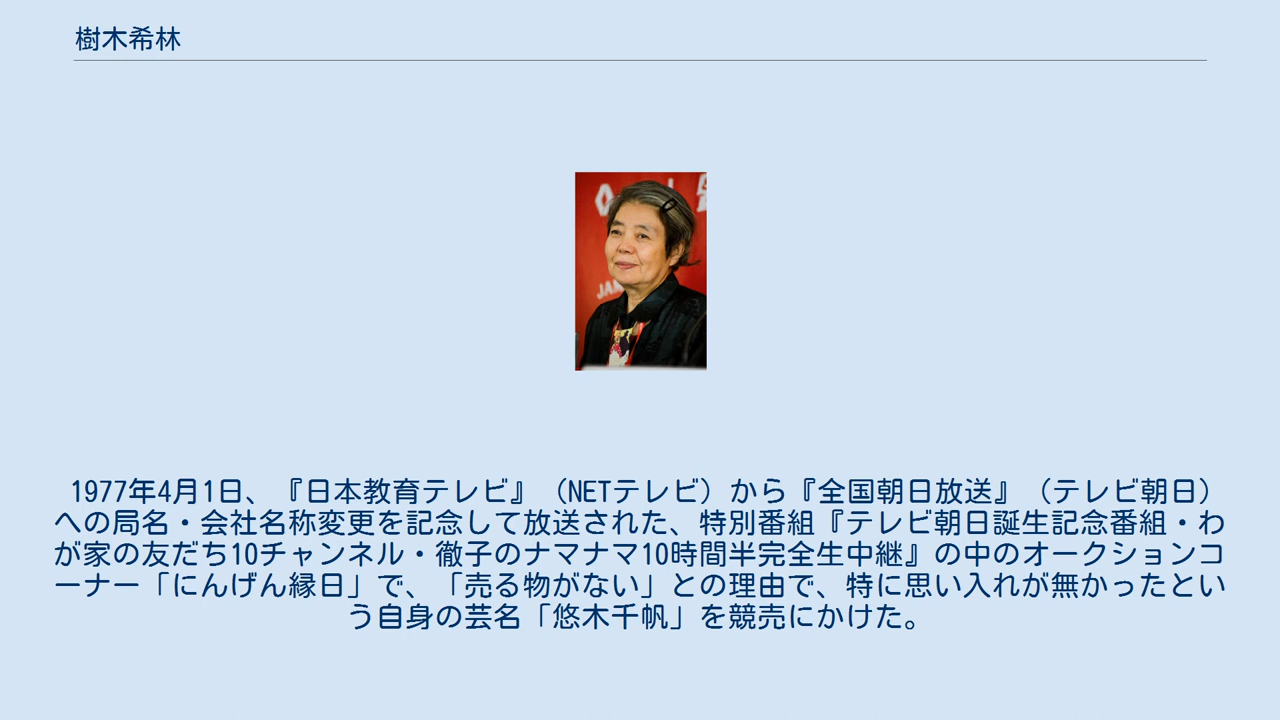 樹木希林
JAN
1977年4月1日、『日本教育テレビ』（NETテレビ）から『全国朝日放送』（テレビ朝日）
への局名・会社名称変更を記念して放送された、特別番組『テレビ朝日誕生記念番組・わ
が家の友だち10チャンネル・徹子のナマナマ10時間半完全生中継』の中のオークションコ
ーナー「にんげん縁日」で、「売る物がない」との理由で、特に思い入れが無かったとい
う自身の芸名「悠木千帆」を競売にかけた。